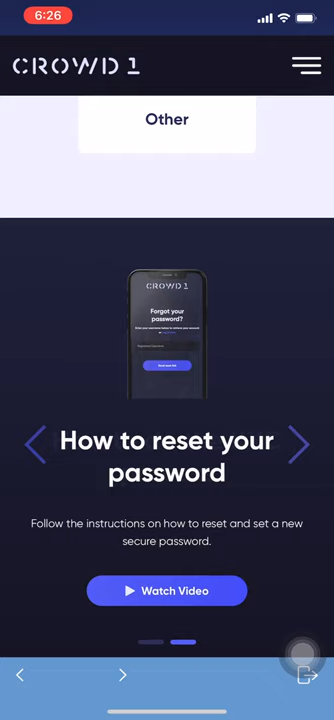 6:26
CROWD 1
Other
CROWD 1
Forgot your
password?
How to reset your
password
Follow the instructions on how to reset and set a new
secure password.
Watch Video